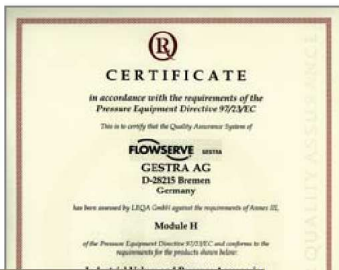 R
CERTIFICATE
in accordance with the requirements of the
Pressure Equipment Directive 97/23/EC
This is to certify that the Quality Assurance System of
FLOWSERVE GESTRA
GESTRA AG
D-28215 Bremen
Germany
has been assessed by LRQA GmbH against the requirements of Annex III,
Module H
of the Pressure Equipment Directive 97/23/EC and conforms to the
requirements for the products shown below:
QUALITY ASSURANCE